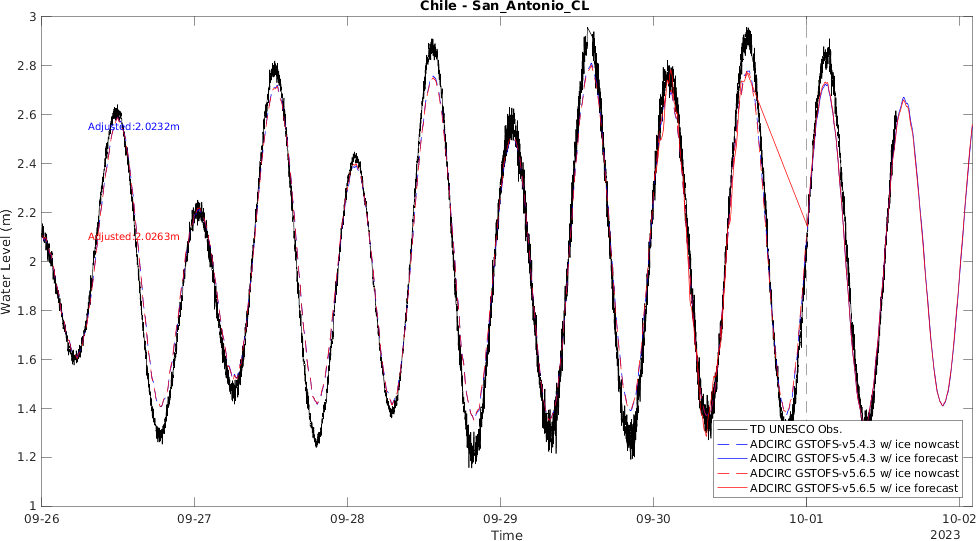 Chile - San_Antonio_CL
3
2.8
2.6
2.4
2.2
2
1.8
1.6
1.4
1.2
1
Water Level (m)
Adjusted:2.0232m
Adjusted:2.0263m
TD UNESCO Obs.
ADCIRC GSTOFS-v5.4.3 w/ ice nowcast
ADCIRC GSTOFS-v5.4.3 w/ ice forecast
ADCIRC GSTOFS-v5.6.5 w/ ice nowcast
ADCIRC GSTOFS-v5.6.5 w/ ice forecast
09-26 09-27 09-28 09-29 09-30 10-01 10-02
Time
2023